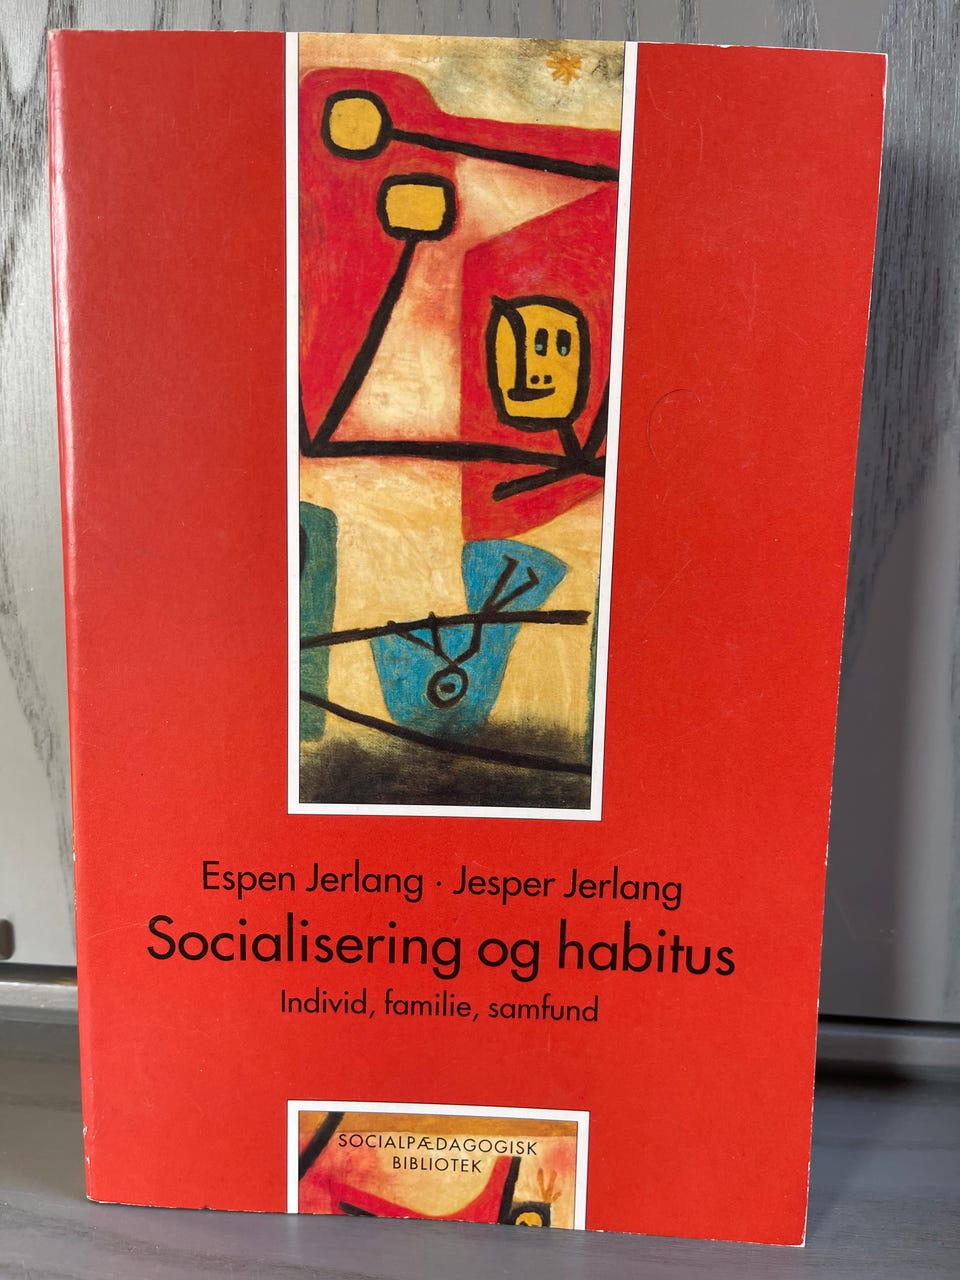 Espen Jerlang · Jesper Jerlang
Socialisering og habitus
Individ, familie, samfund
SOCIALPÆDAGOGISK
BIBLIOTEK